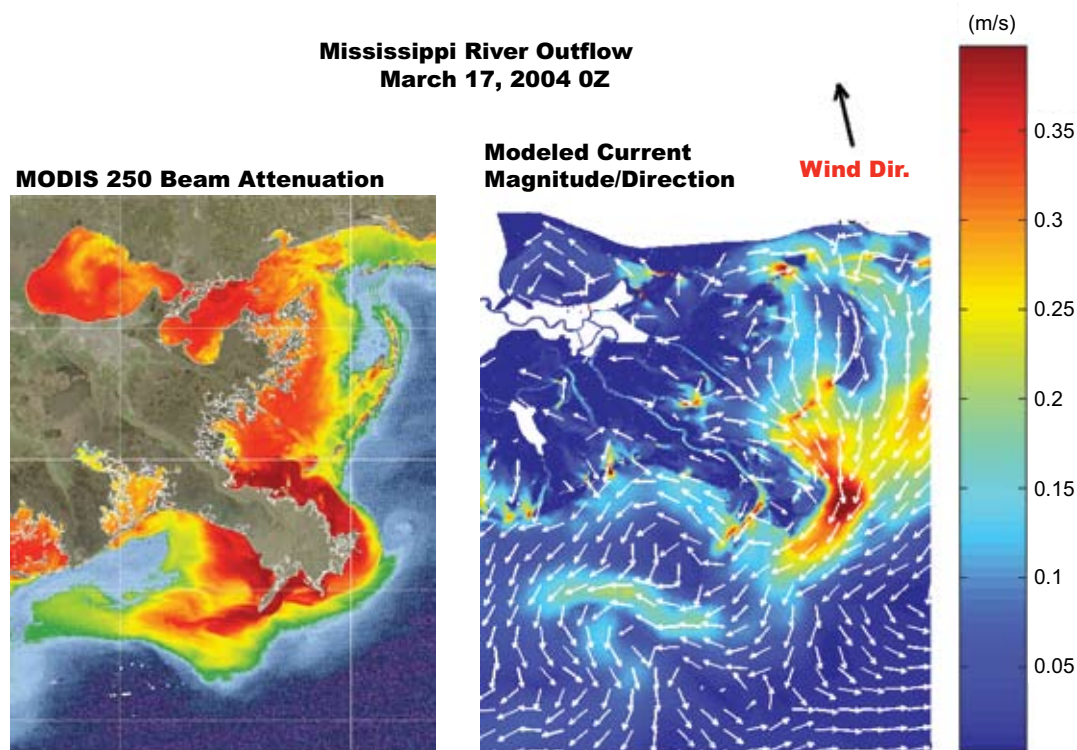 Mississippi River Outflow
March 17, 2004 0Z
(m/s)
MODIS 250 Beam Attenuation
Modeled Current
Magnitude/Direction
Wind Dir.
0.35
0.3
0.25
0.2
0.15
0.1
0.05